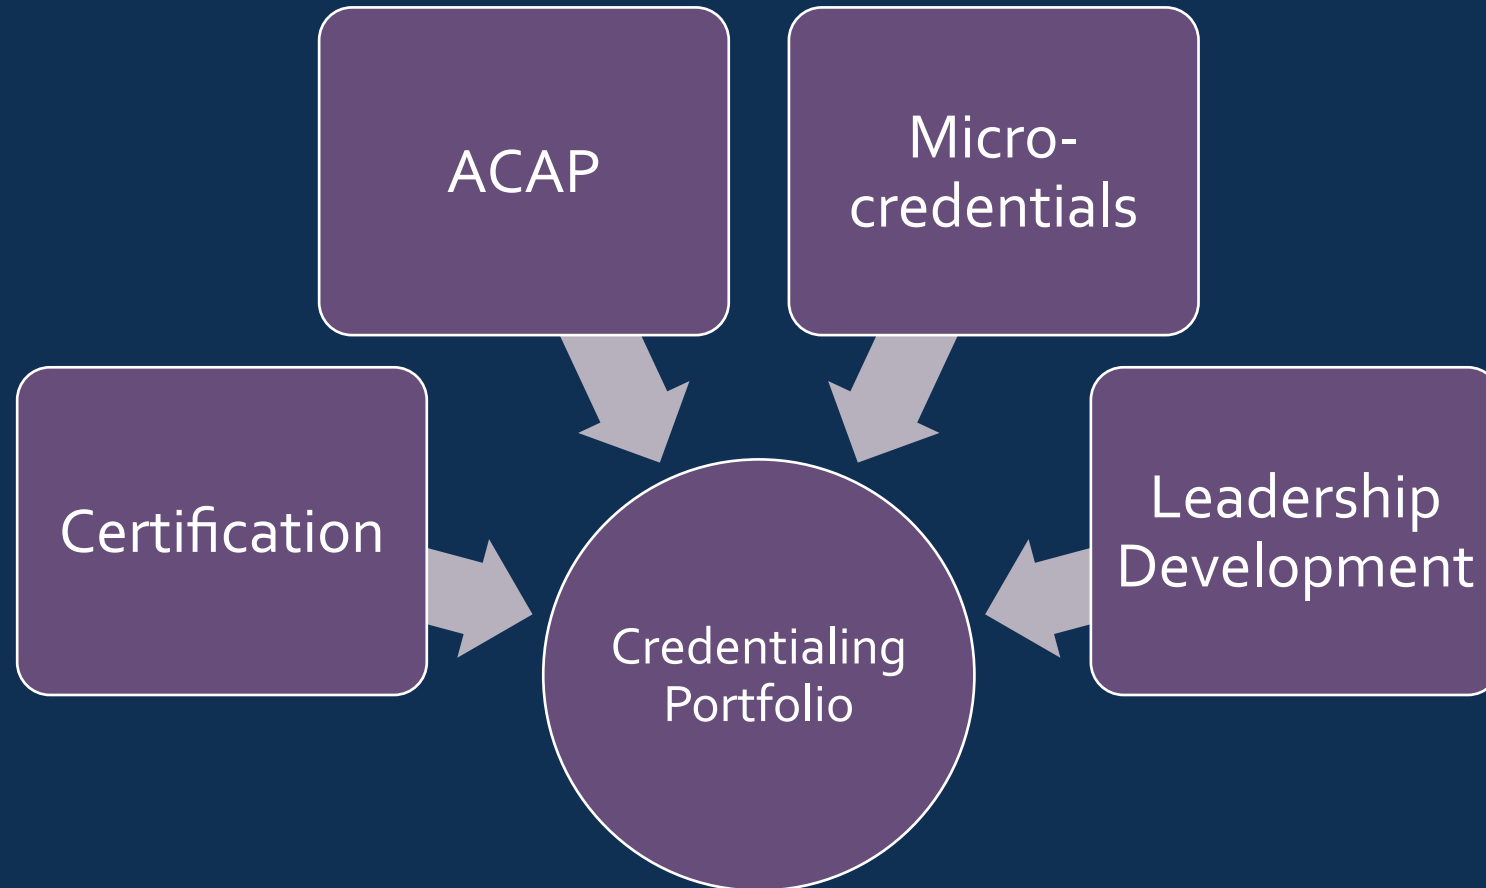 ACAP
Micro-
credentials
Certification
Leadership
Development
Credentialing
Portfolio